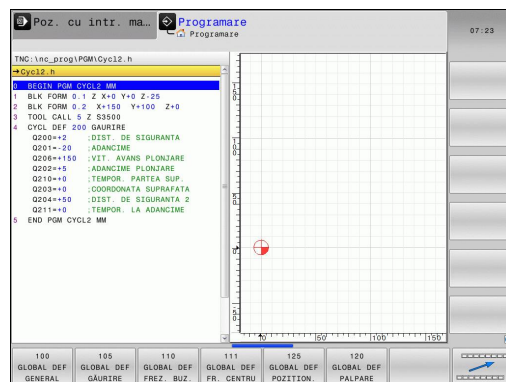 Poz. cu intr. ma… Programare
Programare
07:23
TNC:\nc_prog\PGM\Cycl2.h
→Cycl2.h
0 BEGIN PGM CYCL2 MM
1 BLK FORM 0.1 Z X+0 Y+0 Z-25
2 BLK FORM 0.2 X+150 Y+100 Z+0
3 TOOL CALL 5 Z S3500
4 CYCL DEF 200 GAURIRE
Q200=+2 ;DIST. DE SIGURANTA
Q201=-20 ;ADANCIME
Q206=+150 ;VIT. AVANS PLONJARE
Q202=+5 ;ADANCIME PLONJARE
Q210=+0 ;TEMPOR. PARTEA SUP.
Q203=+0 ;COORDONATA SUPRAFATA
Q204=+50 ;DIST. DE SIGURANTA 2
Q211=+0 ;TEMPOR. LA ADANCIME
5 END PGM CYCL2 MM
150
100
50
0
-50
0 50 100 150
100 105 110 111 125 120
GLOBAL DEF GLOBAL DEF GLOBAL DEF GLOBAL DEF GLOBAL DEF GLOBAL DEF
GENERAL GĂURIRE FREZ. BUZ. FR. CENTRU POZITION. PALPARE